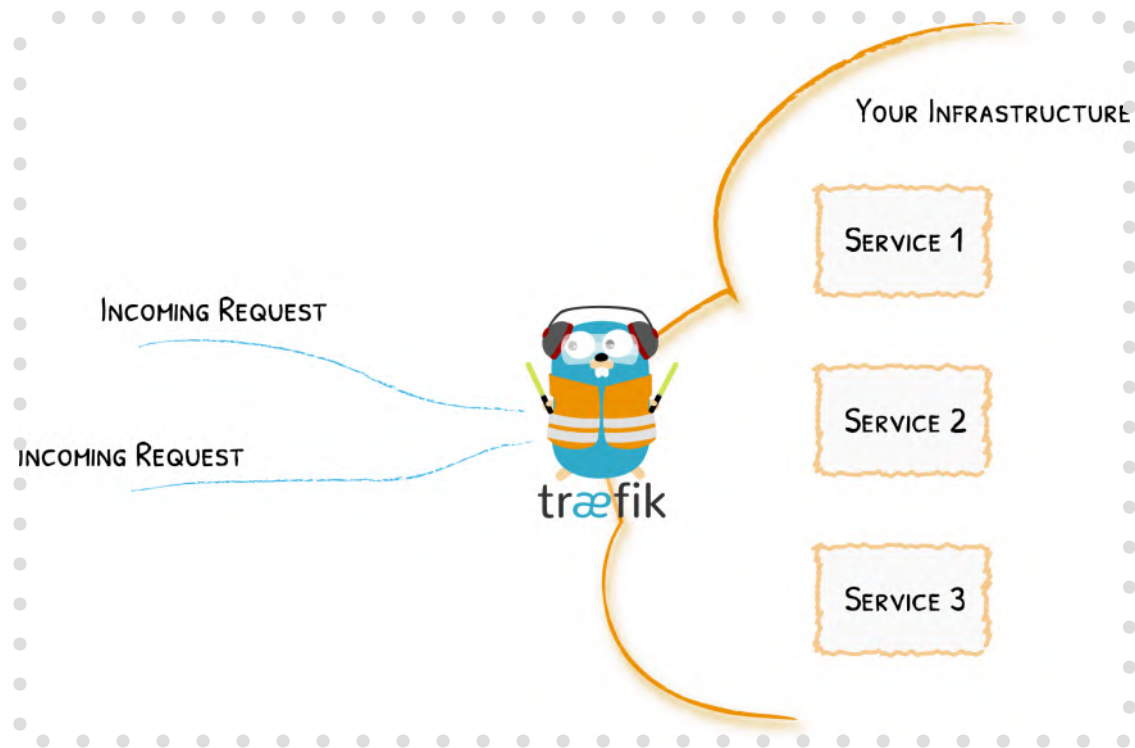 Your Infrastructure
Service 1
Incoming Request
Service 2
Incoming Request
træfik
Service 3